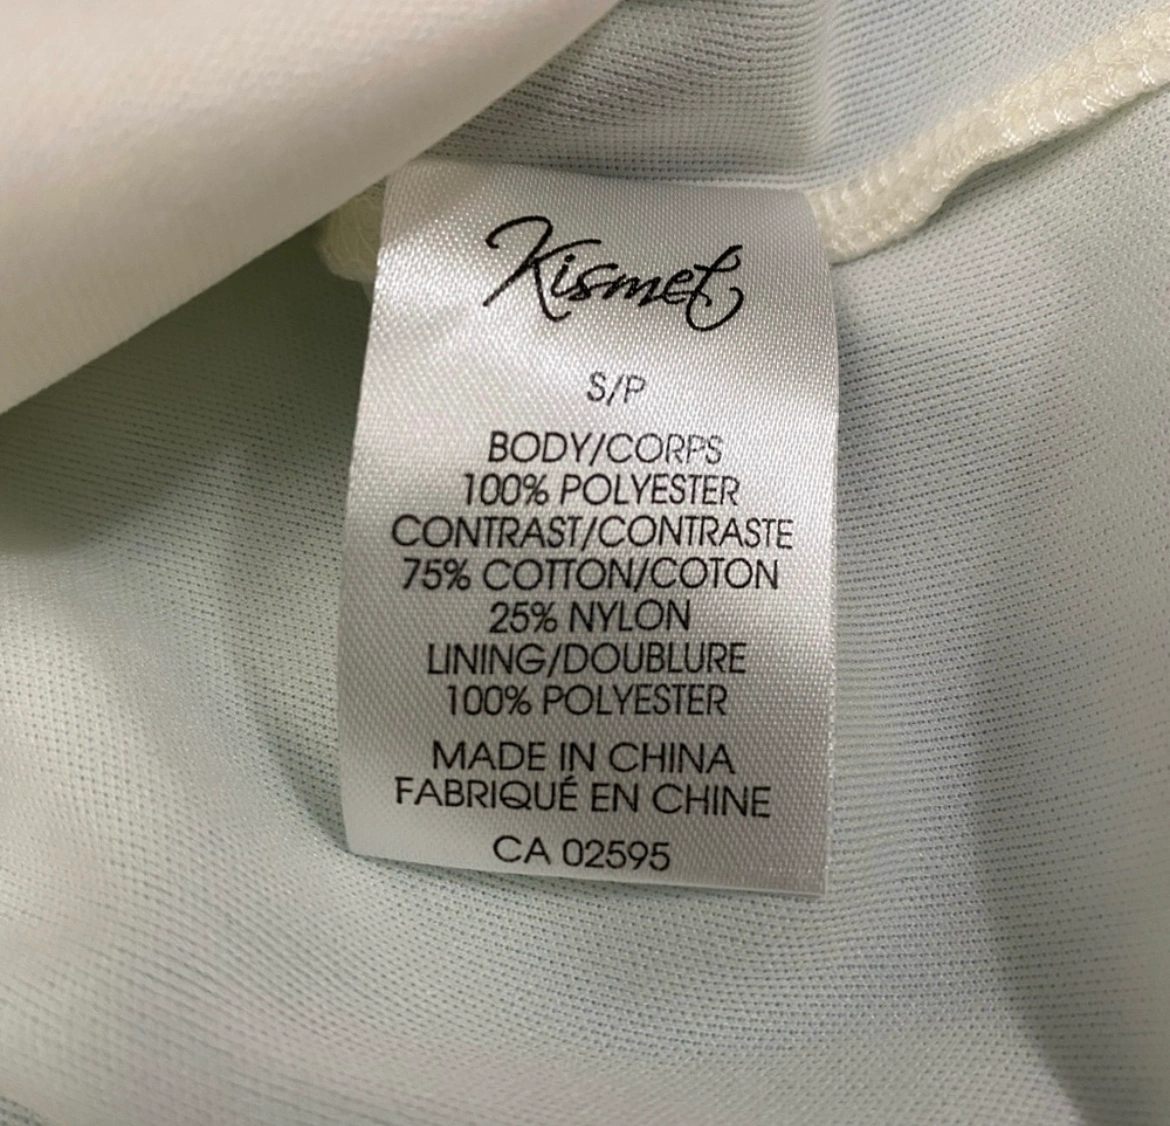 Kismet
S/P
BODY/CORPS
100% POLYESTER
CONTRAST/CONTRASTE
75% COTTON/COTON
25% NYLON
LINING/DOUBLURE
100% POLYESTER
MADE IN CHINA
FABRIQUÉ EN CHINE
CA 02595